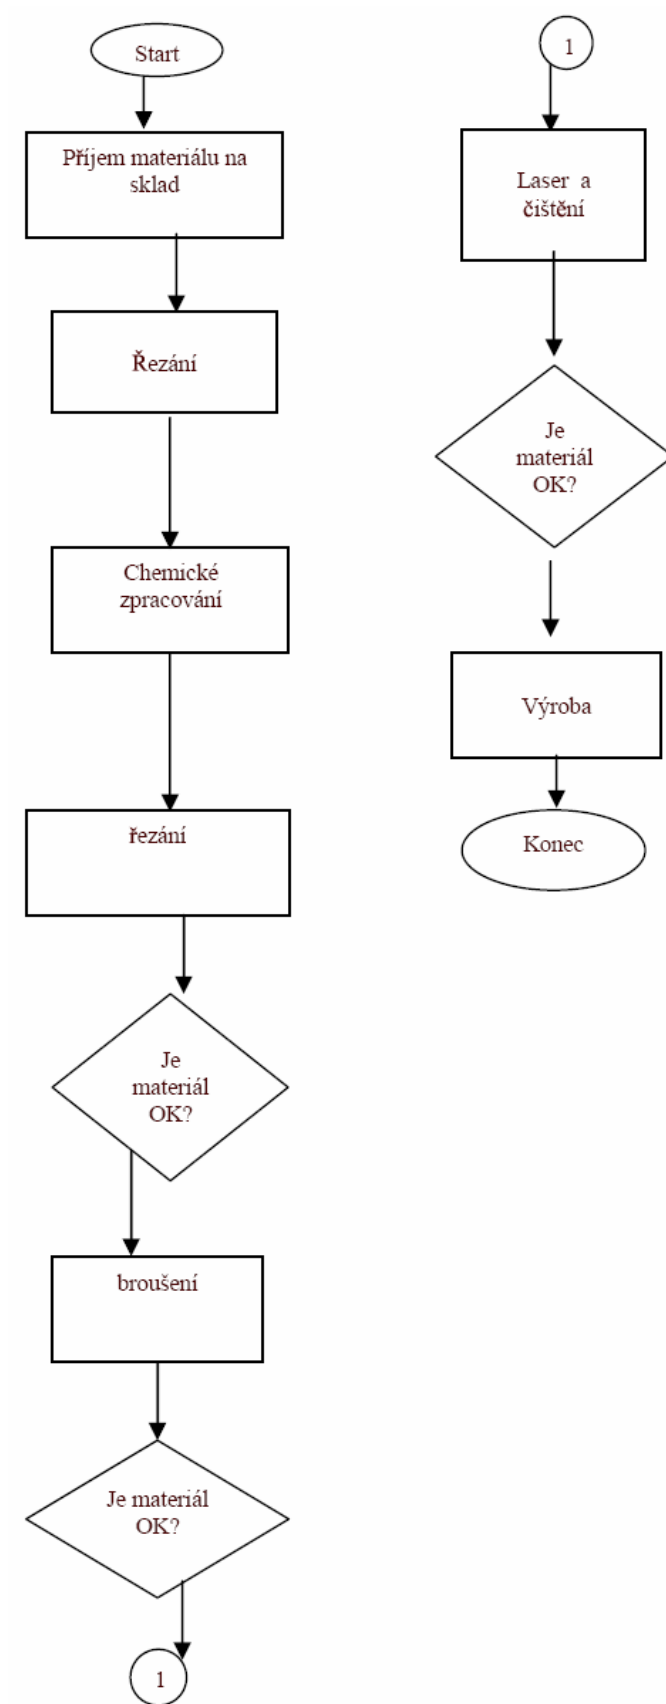 Start
Příjem materiálu na
sklad
Řezání
Chemické
zpracování
řezání
Je
materiál
OK?
broušení
Je materiál
OK?
1
1
Laser a
čištění
Je
materiál
OK?
Výroba
Konec